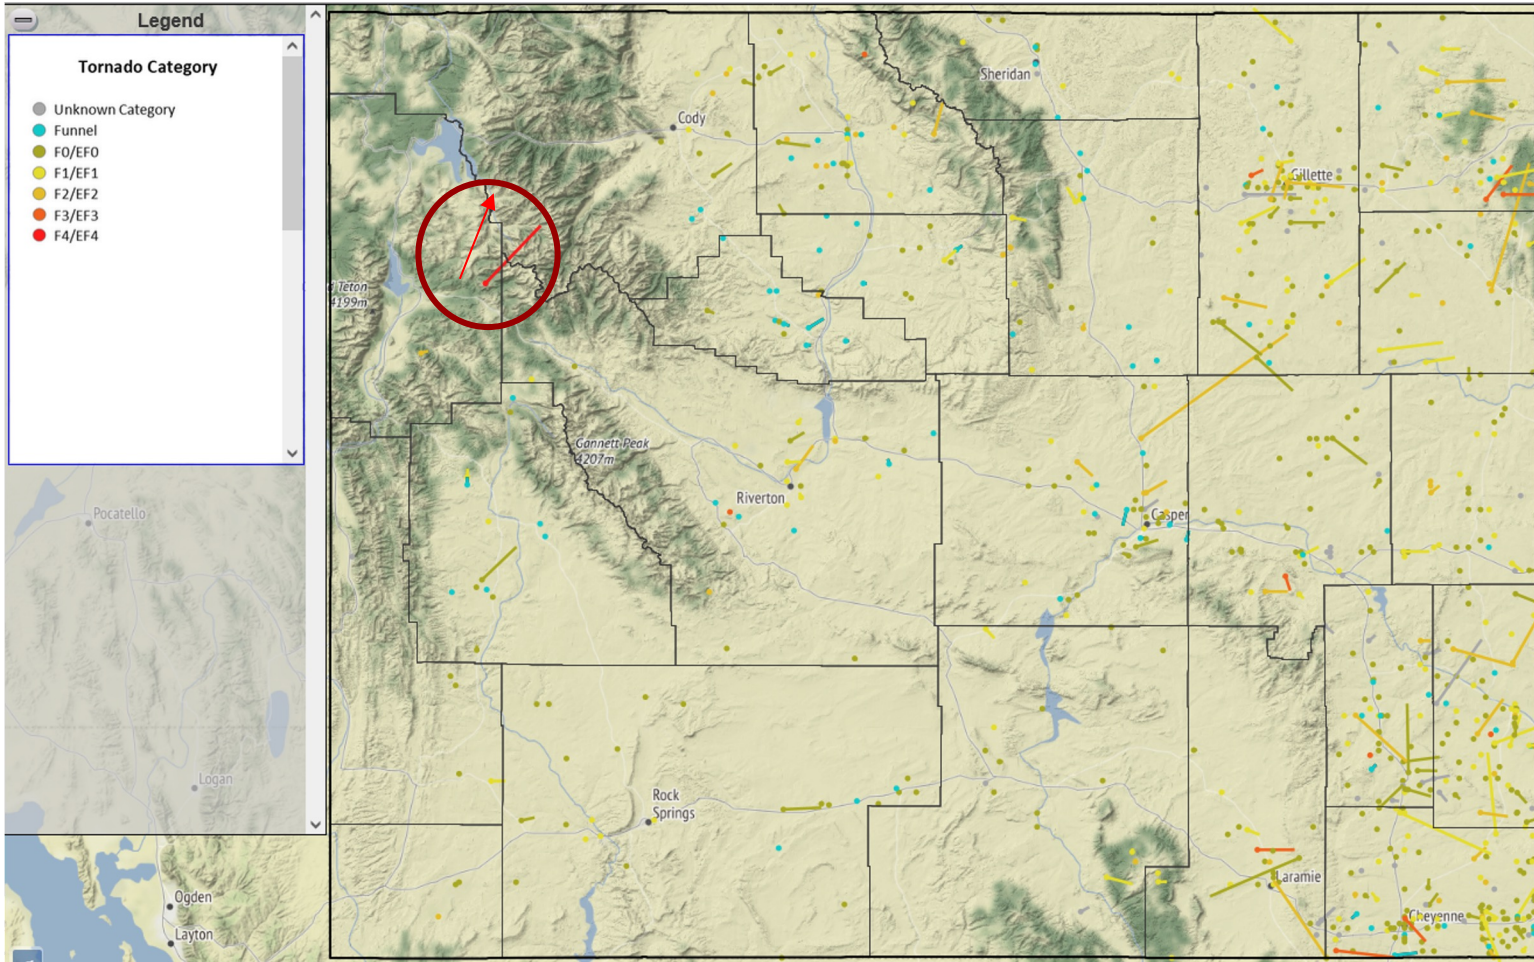 Legend
Tornado Category
Unknown Category
Funnel
F0/EF0
F1/EF1
F2/EF2
F3/EF3
F4/EF4
Sheridan
Cody
Gillette
d Teton
4199m
Gannett Peak
4207m
Riverton
Casper
Pocatello
Logan
Rock
Springs
Laramie
Ogden
Cheyenne
Layton